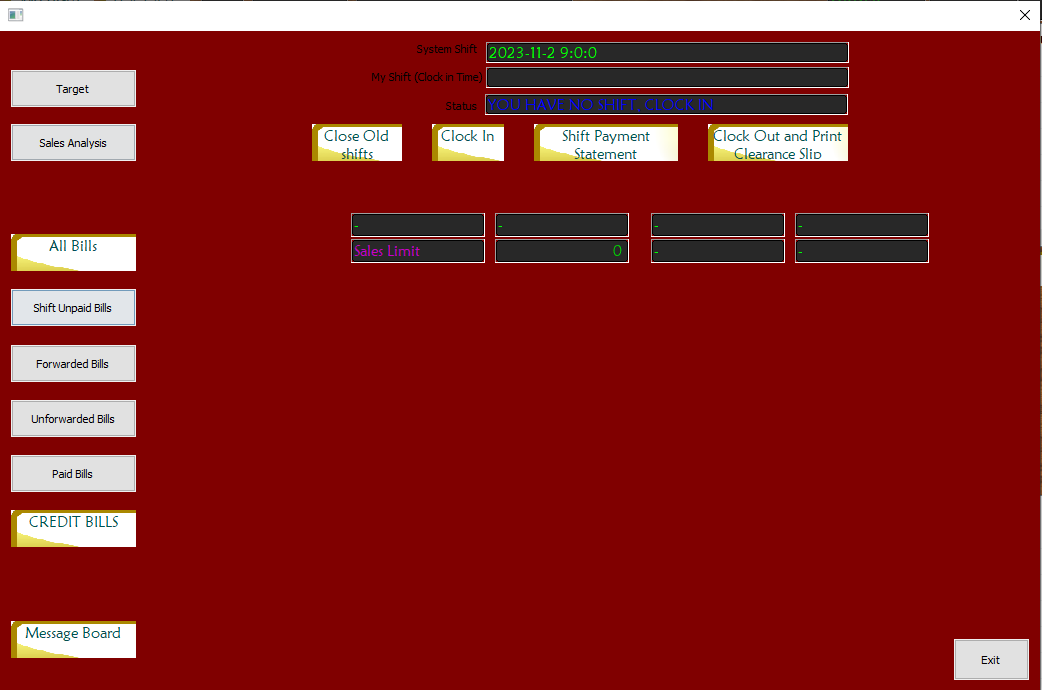 System Shift
2023-11-2 9:0:0
My Shift (Clock in Time)
Status
YOU HAVE NO SHIFT, CLOCK IN
Target
Sales Analysis
Close Old
shifts
Clock In
Shift Payment
Statement
Clock Out and Print
Clearance Slip
- - - -
Sales Limit 0 - -
All Bills
Shift Unpaid Bills
Forwarded Bills
Unforwarded Bills
Paid Bills
CREDIT BILLS
Message Board
Exit